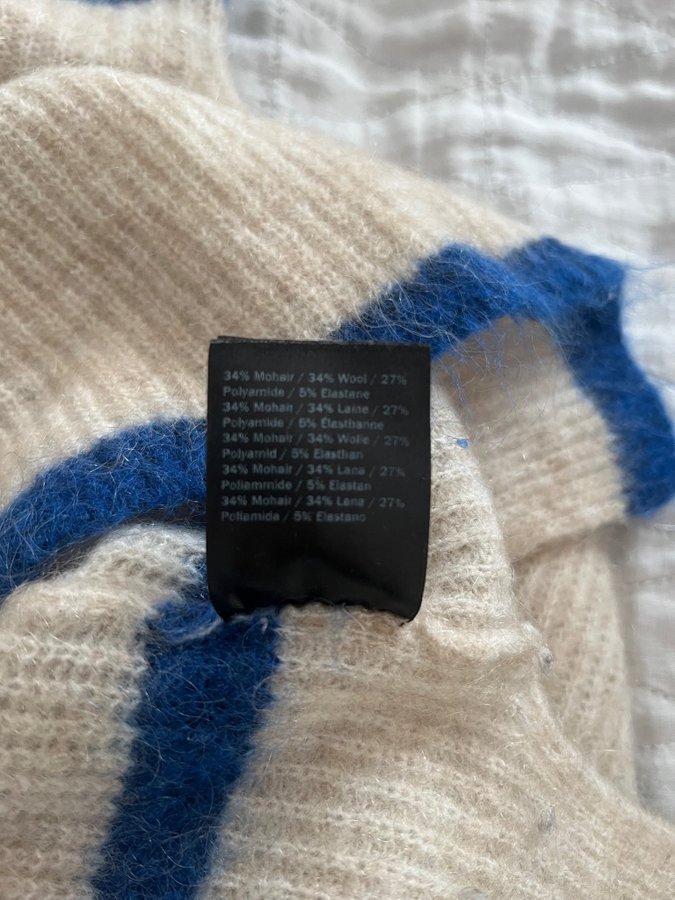 34% Mohair / 34% Wool / 27%
Polyamide / 5% Elastane
34% Mohair / 34% Laine / 27%
Polyamide / 5% Elasthanne
34% Mohair / 34% Wolle / 27%
Polyamid / 5% Elasthan
34% Mohair / 34% Lana / 27%
Poliammide / 5% Elastan
34% Mohair / 34% Lana / 27%
Poliamida / 5% Elastano